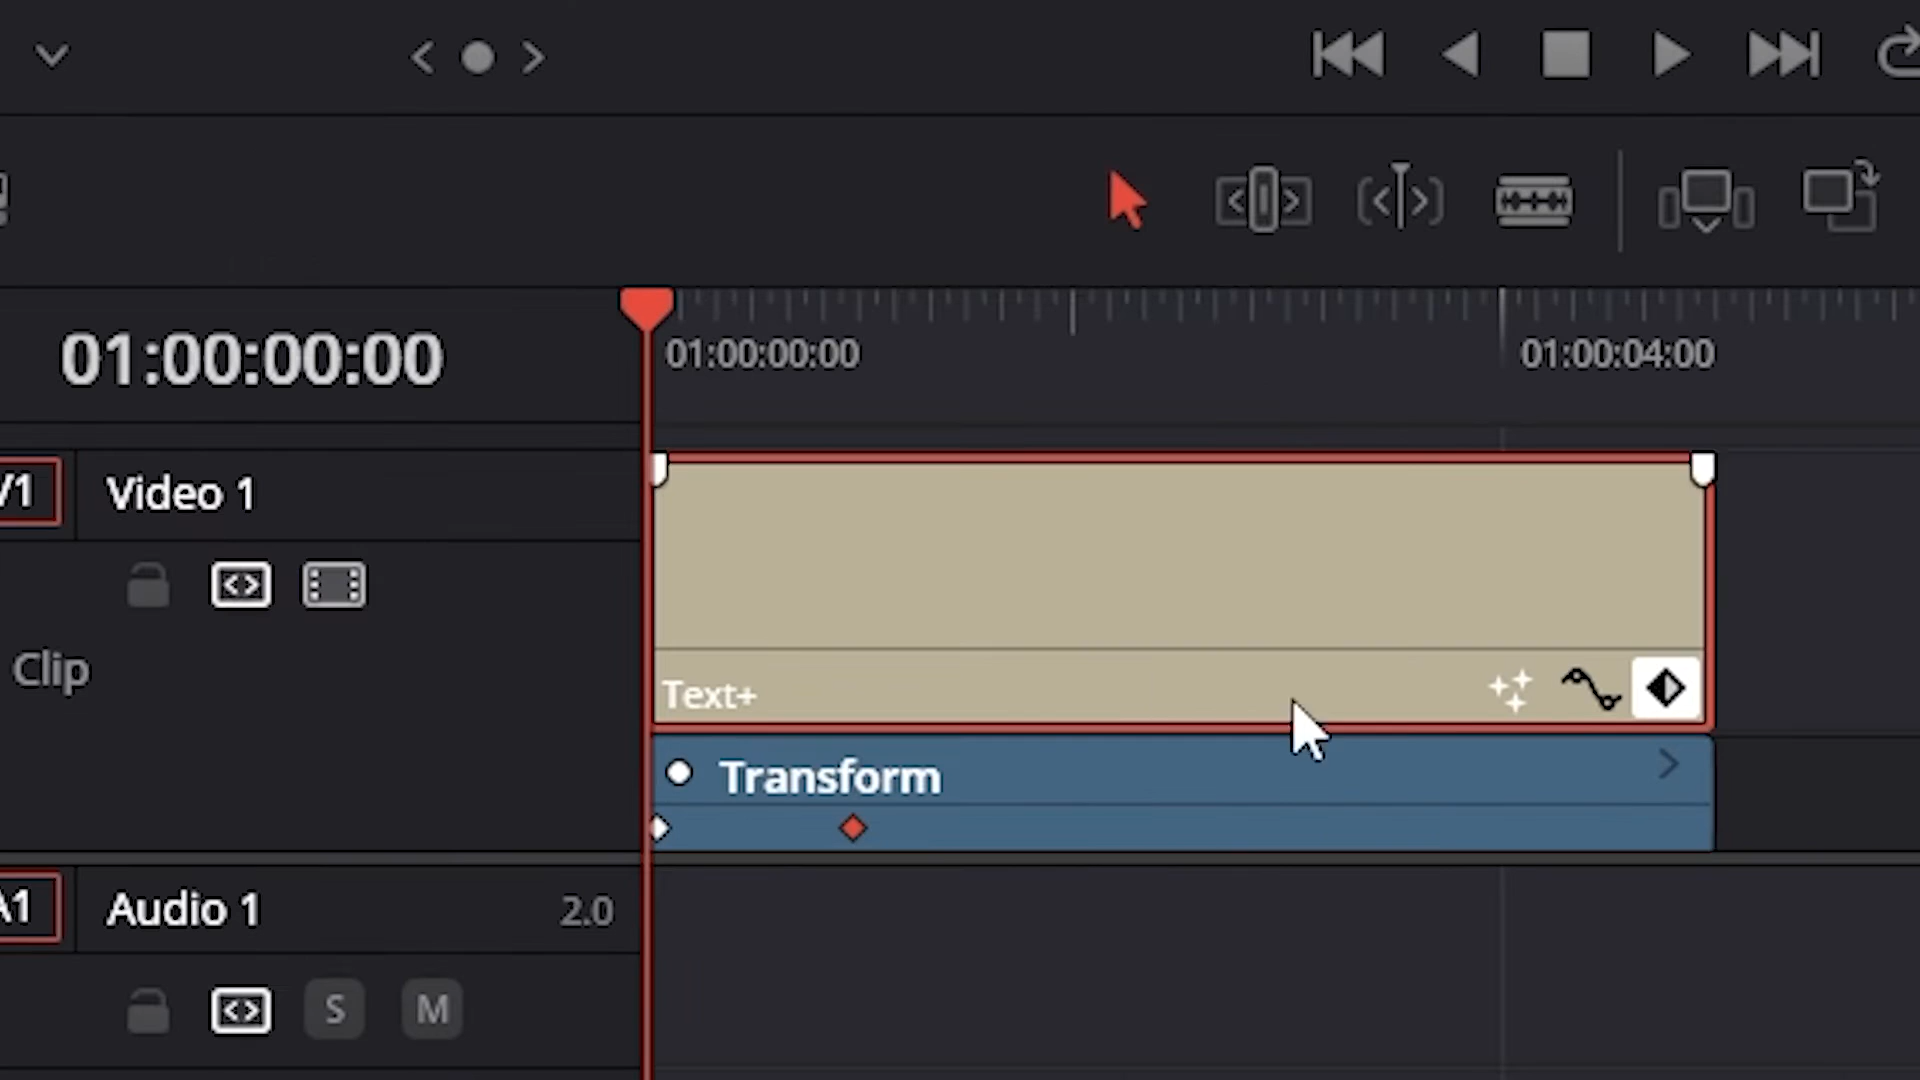 01:00:00:00
01:00:00:00
01:00:04:00
V1
Video 1
Clip
Text+
Transform
A1
Audio 1
2.0
S
M